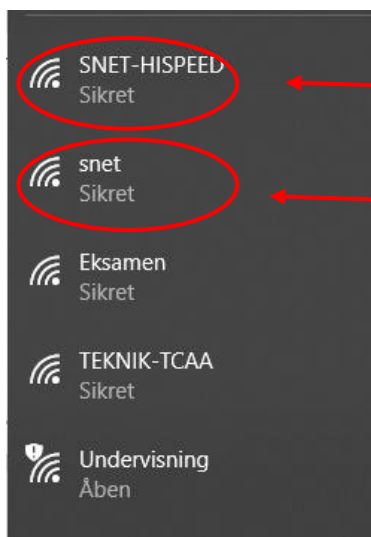 SNET-HISPEED
Sikret
snet
Sikret
Eksamen
Sikret
TEKNIK-TCAA
Sikret
Undervisning
Åben